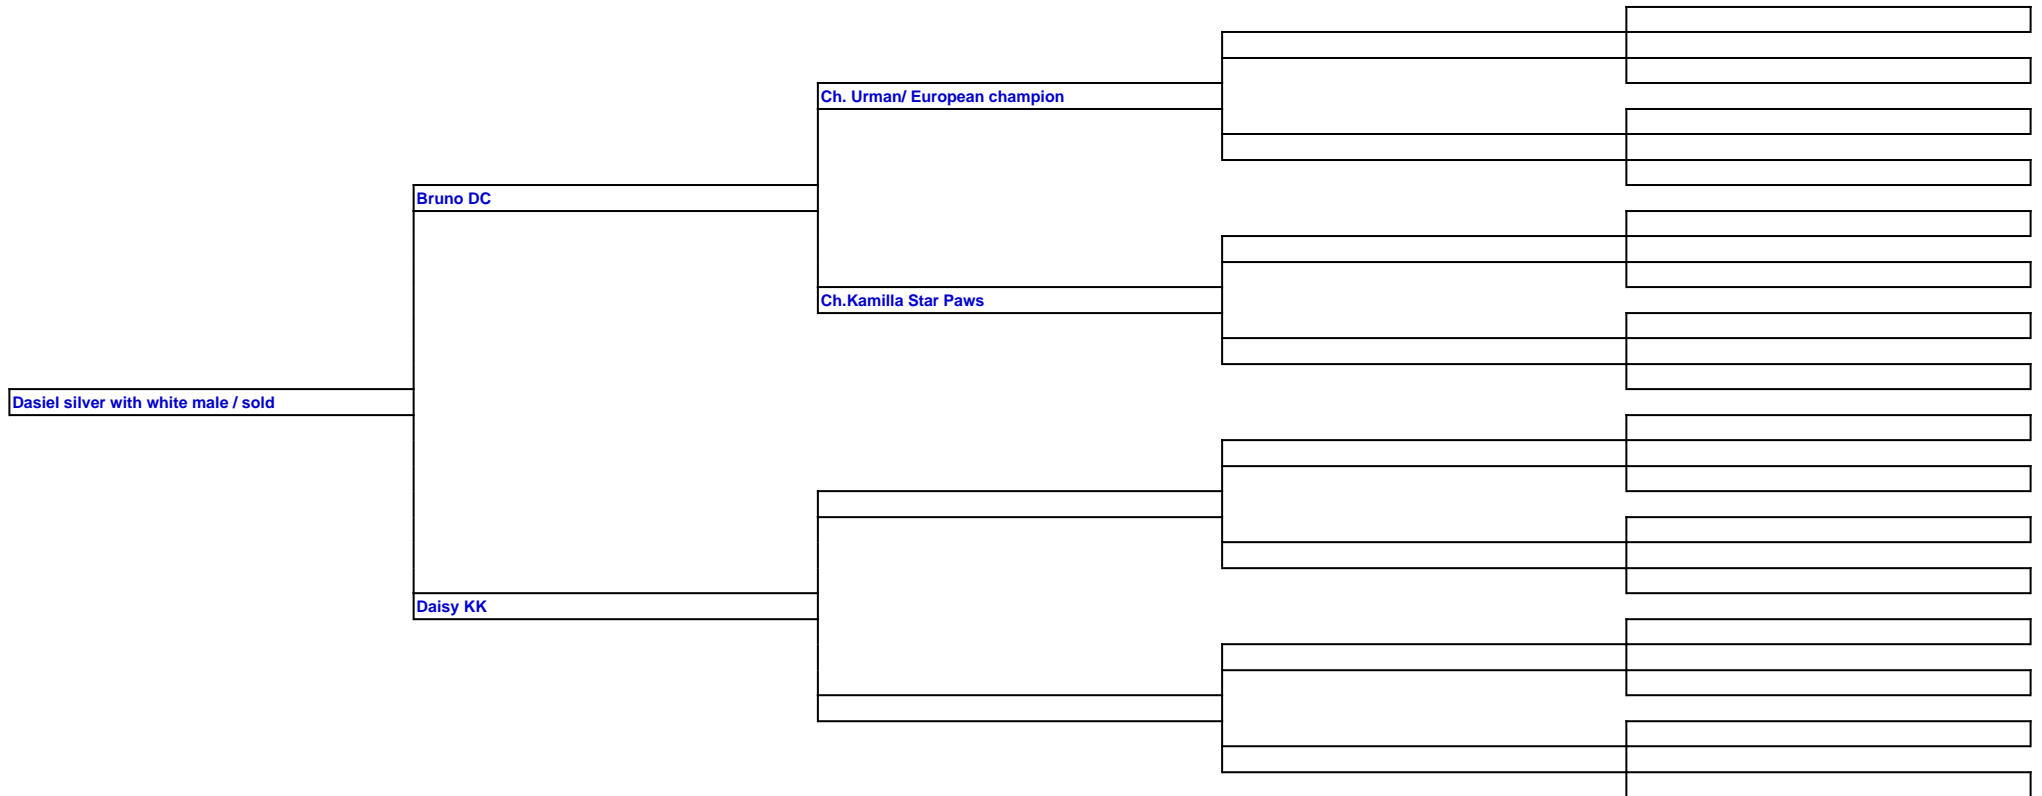 Ch. Urman/ European champion
Bruno DC
Ch.Kamilla Star Paws
Dasiel silver with white male / sold
Daisy KK